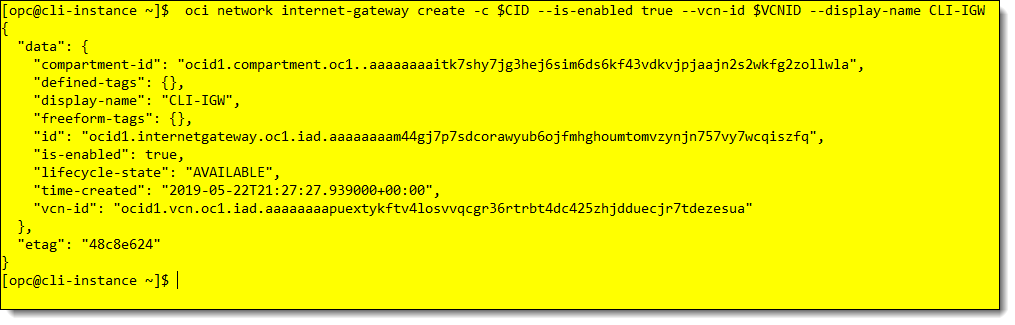 [opc@cli-instance ~]$  oci network internet-gateway create -c $CID --is-enabled true --vcn-id $VCNID --display-name CLI-IGW
{
  "data": {
    "compartment-id": "ocid1.compartment.oc1..aaaaaaaaitk7shy7jg3hej6sim6ds6kf43vdkvjpjaajn2s2wkfg2zollwla",
    "defined-tags": {},
    "display-name": "CLI-IGW",
    "freeform-tags": {},
    "id": "ocid1.internetgateway.oc1.iad.aaaaaaaam44gj7p7sdcorawyub6ojfmhghoumtomvzynjn757vy7wcqiszfq",
    "is-enabled": true,
    "lifecycle-state": "AVAILABLE",
    "time-created": "2019-05-22T21:27:27.939000+00:00",
    "vcn-id": "ocid1.vcn.oc1.iad.aaaaaaaapuextykftv4losvvqcgr36rtrbt4dc425zhjdduecjr7tdezesua"
  },
  "etag": "48c8e624"
}
[opc@cli-instance ~]$